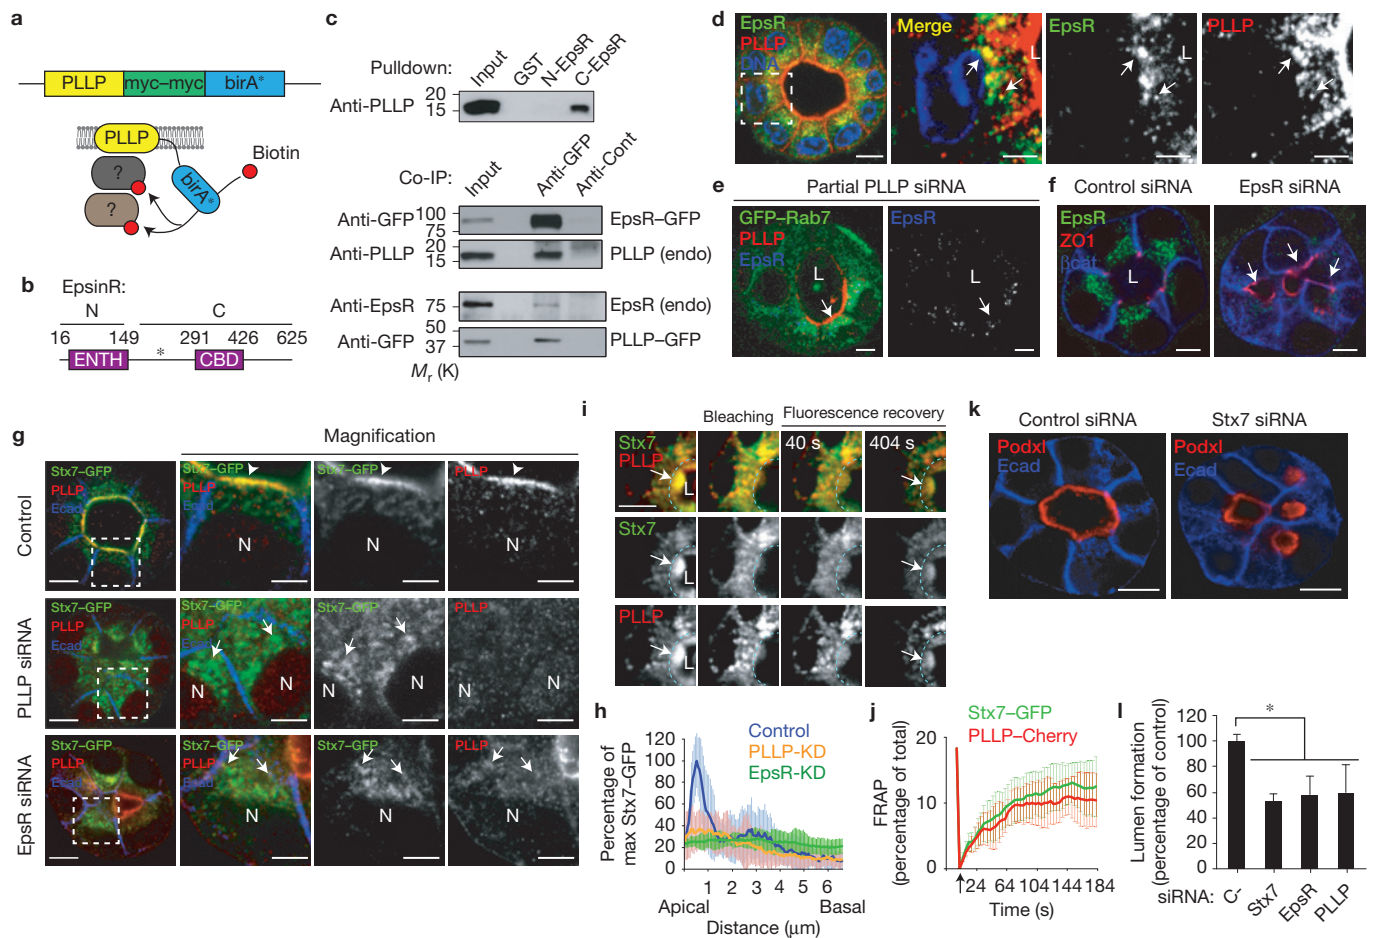 a
PLLP myc–myc birA*
PLLP
Biotin
?
birA*
?
b
EpsinR:
N C
16 149 291 426 625
*
ENTH CBD
c
Pulldown: Input GST N-EpsR C-EpsR
Anti-PLLP 20 15
Co-IP: Input Anti-GFP Anti-Cont
Anti-GFP 100 75 EpsR–GFP
Anti-PLLP 20 15 PLLP (endo)
Anti-EpsR 75 EpsR (endo)
Anti-GFP 50 37 PLLP–GFP
Mr (K)
d
EpsR
PLLP
DNA
Merge
EpsR
L
PLLP
L
e
Partial PLLP siRNA
GFP–Rab7
PLLP
EpsR
L
EpsR
L
f
Control siRNA EpsR siRNA
EpsR
ZO1
βcat
L
g
Magnification
Control
Stx7–GFP
PLLP
Ecad
Stx7–GFP
PLLP
Ecad
N
Stx7–GFP
N
PLLP
N
PLLP siRNA
Stx7–GFP
PLLP
Ecad
Stx7–GFP
PLLP
Ecad
N
N
Stx7–GFP
N
N
PLLP
N
N
EpsR siRNA
Stx7–GFP
PLLP
Ecad
Stx7–GFP
PLLP
Ecad
N
Stx7–GFP
N
PLLP
N
i
Bleaching Fluorescence recovery
Stx7
PLLP
L
40 s
404 s
Stx7
L
PLLP
L
h
Control
PLLP-KD
EpsR-KD
Percentage of
max Stx7–GFP
120
100
80
60
40
20
0
1 2 3 4 5 6
Apical Basal
Distance (μm)
j
Stx7–GFP
PLLP–Cherry
FRAP
(percentage of total)
20
10
0
24 64 104 144 184
Time (s)
k
Control siRNA Stx7 siRNA
Podxl
Ecad
Podxl
Ecad
l
Lumen formation
(percentage of control)
120
100
80
60
40
20
0
*
siRNA: C- Stx7 EpsR PLLP